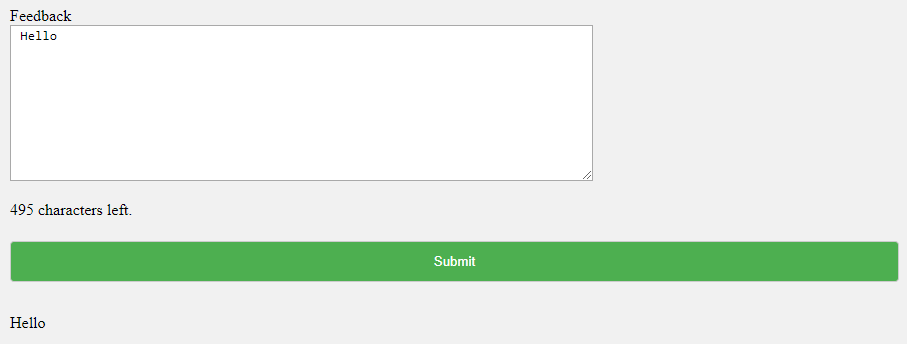 Feedback
Hello
495 characters left.
Submit
Hello